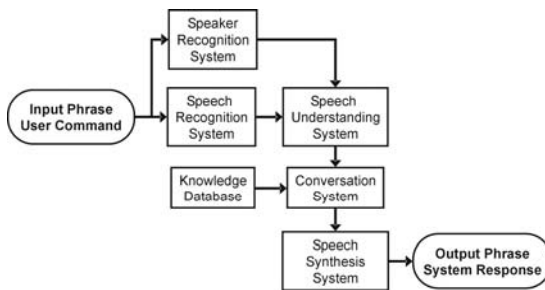 Speaker
Recognition
System
Input Phrase
User Command
Speech
Recognition
System
Speech
Understanding
System
Knowledge
Database
Conversation
System
Speech
Synthesis
System
Output Phrase
System Response